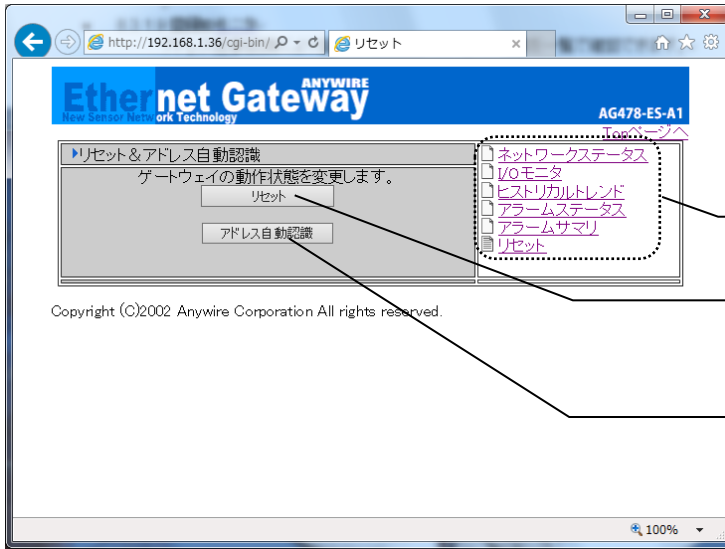 http://192.168.1.36/cgi-bin/
リセット
Ethernet Gateway
ANYWIRE
New Sensor Network Technology
AG478-ES-A1
Topページへ
リセット＆アドレス自動認識
ゲートウェイの動作状態を変更します。
リセット
アドレス自動認識
ネットワークステータス
I/Oモニタ
ヒストリカルトレンド
アラームステータス
アラームサマリ
リセット
Copyright (C)2002 Anywire Corporation All rights reserved.
100%